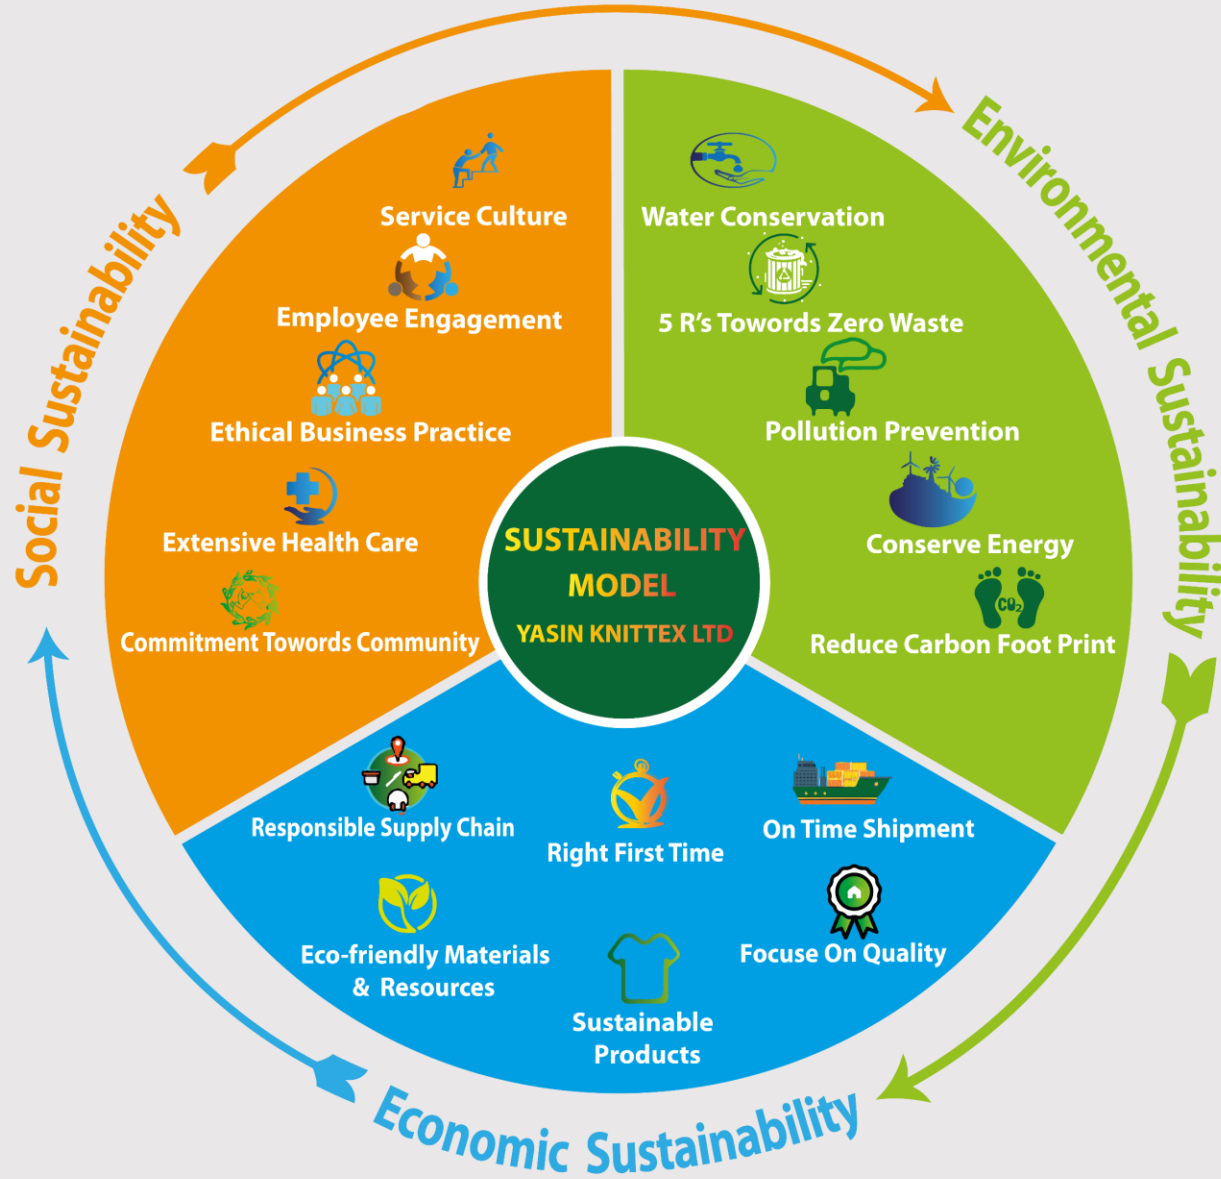 Social Sustainability
Environmental Sustainability
Service Culture
Employee Engagement
Ethical Business Practice
Extensive Health Care
Commitment Towards Community
Water Conservation
5 R's Towards Zero Waste
Pollution Prevention
Conserve Energy
CO₂
Reduce Carbon Foot Print
SUSTAINABILITY
MODEL
YASIN KNITTEX LTD
Responsible Supply Chain
Right First Time
On Time Shipment
Eco-friendly Materials
& Resources
Sustainable
Products
Focuse On Quality
Economic Sustainability